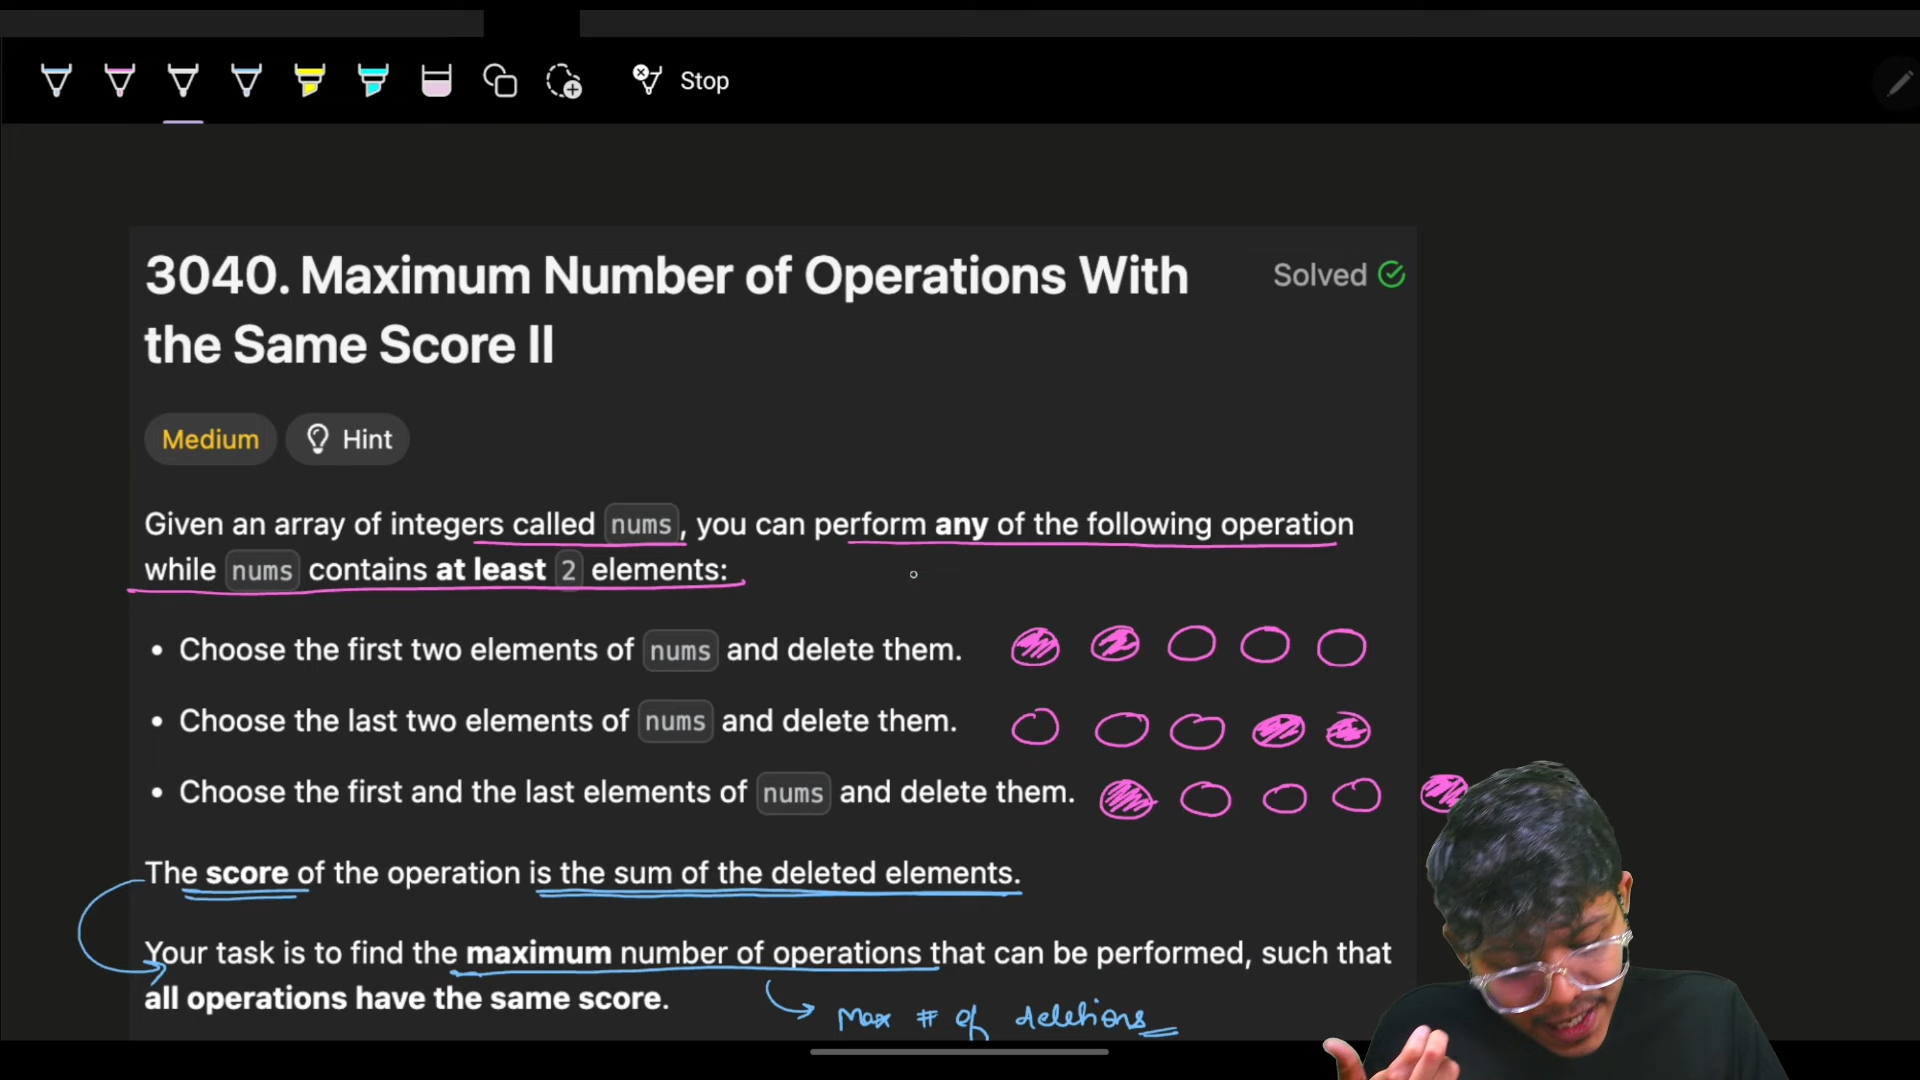 Stop
3040. Maximum Number of Operations With
the Same Score II
Solved
Medium
Hint
Given an array of integers called nums, you can perform any of the following operation
while nums contains at least 2 elements:
• Choose the first two elements of nums and delete them.
• Choose the last two elements of nums and delete them.
• Choose the first and the last elements of nums and delete them.
The score of the operation is the sum of the deleted elements.
Your task is to find the maximum number of operations that can be performed, such that
all operations have the same score.
Max # of deletions